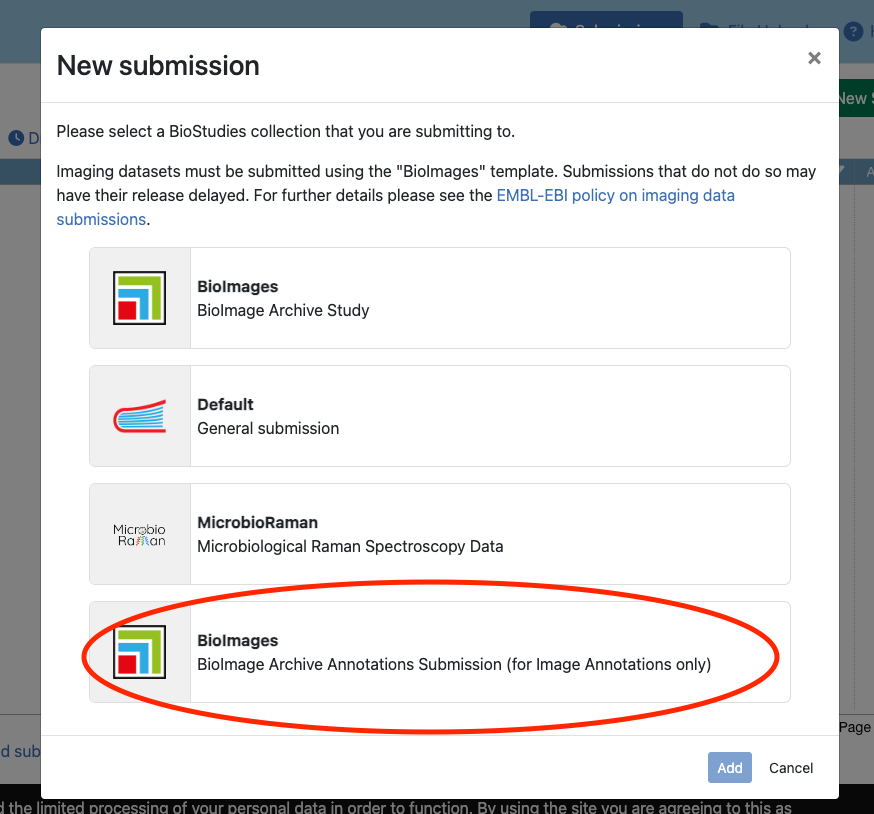 New submission
×
New S
Please select a BioStudies collection that you are submitting to.
Imaging datasets must be submitted using the "BioImages" template. Submissions that do not do so may
have their release delayed. For further details please see the EMBL-EBI policy on imaging data
submissions.
BioImages
BioImage Archive Study
Default
General submission
Microbio
Raman
MicrobioRaman
Microbiological Raman Spectroscopy Data
BioImages
BioImage Archive Annotations Submission (for Image Annotations only)
Page
d sub
Add
Cancel
d the limited processing of your personal data in order to function. By using the site you are agreeing to this as